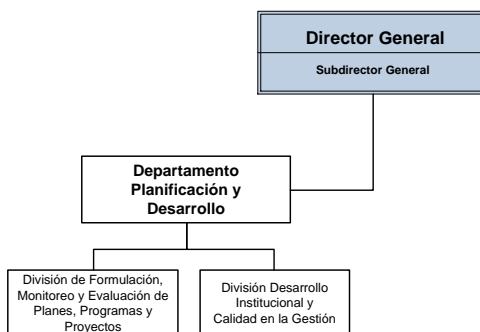 Director General
Subdirector General
Departamento
Planificación y
Desarrollo
División de Formulación,
Monitoreo y Evaluación de
Planes, Programas y
Proyectos
División Desarrollo
Institucional y
Calidad en la Gestión